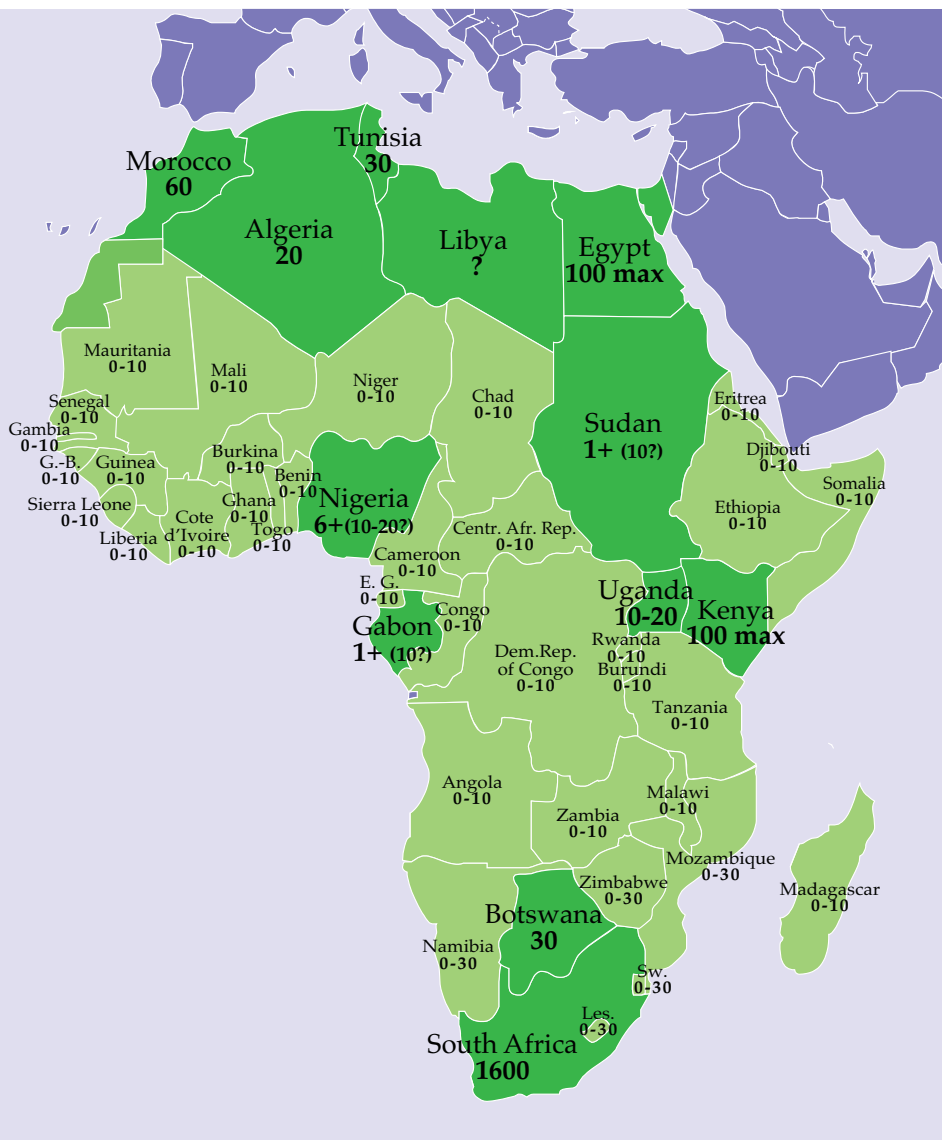 Tunisia
30
Morocco
60
Algeria
20
Libya
?
Egypt
100 max
Mauritania
0-10
Mali
0-10
Niger
0-10
Chad
0-10
Sudan
1+ (10?)
Eritrea
0-10
Senegal
0-10
Gambia
0-10
G.-B.
0-10
Guinea
0-10
Burkina
0-10
Benin
0-10
Djibouti
0-10
Somalia
0-10
Sierra Leone
0-10
Liberia
0-10
Cote
d'Ivoire
0-10
Ghana
0-10
Togo
0-10
Nigeria
6+(10-20?)
Ethiopia
0-10
Centr. Afr. Rep.
0-10
Cameroon
0-10
E. G.
0-10
Gabon
1+ (10?)
Congo
0-10
Uganda
10-20
Kenya
100 max
Rwanda
0-10
Burundi
0-10
Dem.Rep.
of Congo
0-10
Tanzania
0-10
Angola
0-10
Zambia
0-10
Malawi
0-10
Mozambique
0-30
Zimbabwe
0-30
Madagascar
0-10
Botswana
30
Namibia
0-30
Sw.
0-30
Les.
0-30
South Africa
1600